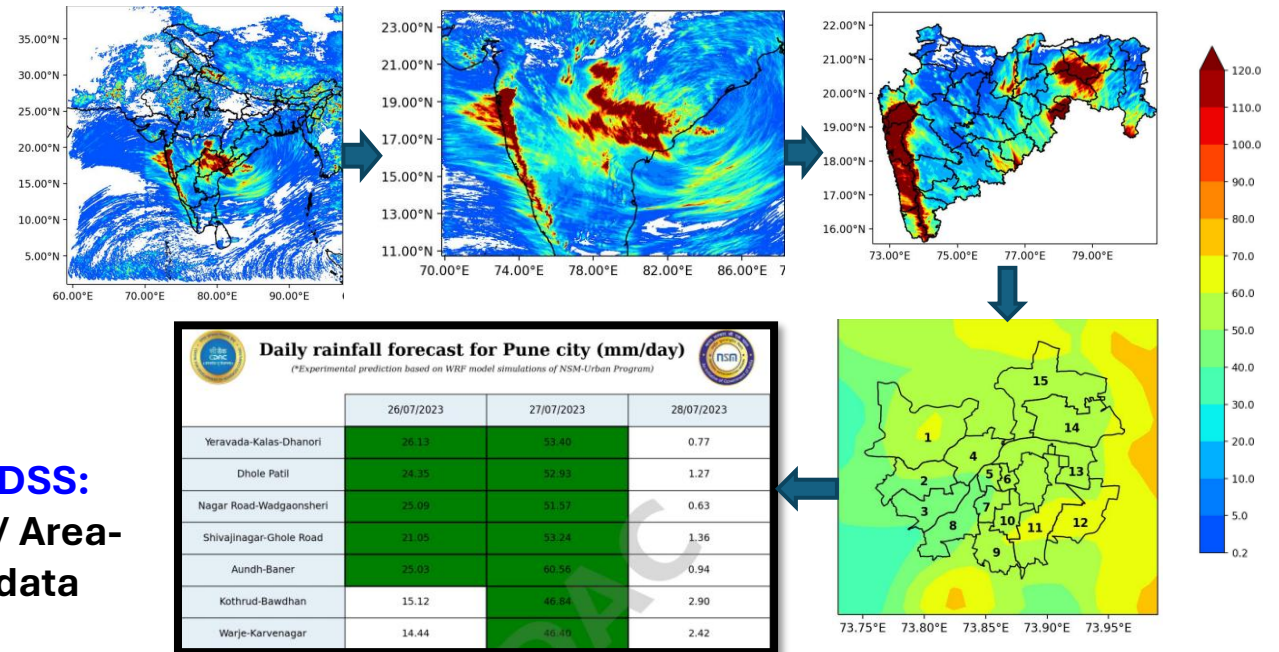 35.00°N
30.00°N
25.00°N
20.00°N
15.00°N
10.00°N
5.00°N
60.00°E 70.00°E 80.00°E 90.00°E
23.00°N
21.00°N
19.00°N
17.00°N
15.00°N
13.00°N
11.00°N
70.00°E 74.00°E 78.00°E 82.00°E 86.00°E
22.00°N
21.00°N
20.00°N
19.00°N
18.00°N
17.00°N
16.00°N
73.00°E 75.00°E 77.00°E 79.00°E
120.0
110.0
100.0
90.0
80.0
70.0
60.0
50.0
40.0
30.0
20.0
10.0
5.0
0.2
DSS:
/ Area-
data
Daily rainfall forecast for Pune city (mm/day)
(*Experimental prediction based on WRF model simulations of NSM-Urban Program)
CDAC
NSM
26/07/2023 27/07/2023 28/07/2023
Yeravada-Kalas-Dhanori 26.13 53.40 0.77
Dhole Patil 24.35 52.93 1.27
Nagar Road-Wadgaonsheri 25.09 51.57 0.63
Shivajinagar-Ghole Road 21.05 53.24 1.36
Aundh-Baner 25.03 60.56 0.94
Kothrud-Bawdhan 15.12 46.84 2.90
Warje-Karvenagar 14.44 46.40 2.42
15
14
1
4
2
5
6
13
3
7
8
10
11
12
9
73.75°E 73.80°E 73.85°E 73.90°E 73.95°E